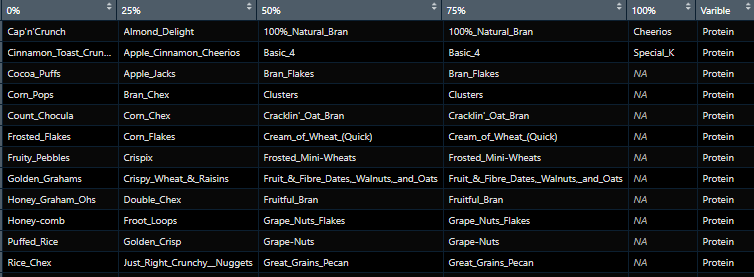 0% 25% 50% 75% 100% Varible
Cap'n'Crunch Almond_Delight 100%_Natural_Bran 100%_Natural_Bran Cheerios Protein
Cinnamon_Toast_Crun... Apple_Cinnamon_Cheerios Basic_4 Basic_4 Special_K Protein
Cocoa_Puffs Apple_Jacks Bran_Flakes Bran_Flakes NA Protein
Corn_Pops Bran_Chex Clusters Clusters NA Protein
Count_Chocula Corn_Chex Cracklin'_Oat_Bran Cracklin'_Oat_Bran NA Protein
Frosted_Flakes Corn_Flakes Cream_of_Wheat_(Quick) Cream_of_Wheat_(Quick) NA Protein
Fruity_Pebbles Crispix Frosted_Mini-Wheats Frosted_Mini-Wheats NA Protein
Golden_Grahams Crispy_Wheat_&_Raisins Fruit_&_Fibre_Dates,_Walnuts,_and_Oats Fruit_&_Fibre_Dates,_Walnuts,_and_Oats NA Protein
Honey_Graham_Ohs Double_Chex Fruitful_Bran Fruitful_Bran NA Protein
Honey-comb Froot_Loops Grape_Nuts_Flakes Grape_Nuts_Flakes NA Protein
Puffed_Rice Golden_Crisp Grape-Nuts Grape-Nuts NA Protein
Rice_Chex Just_Right_Crunchy__Nuggets Great_Grains_Pecan Great_Grains_Pecan NA Protein